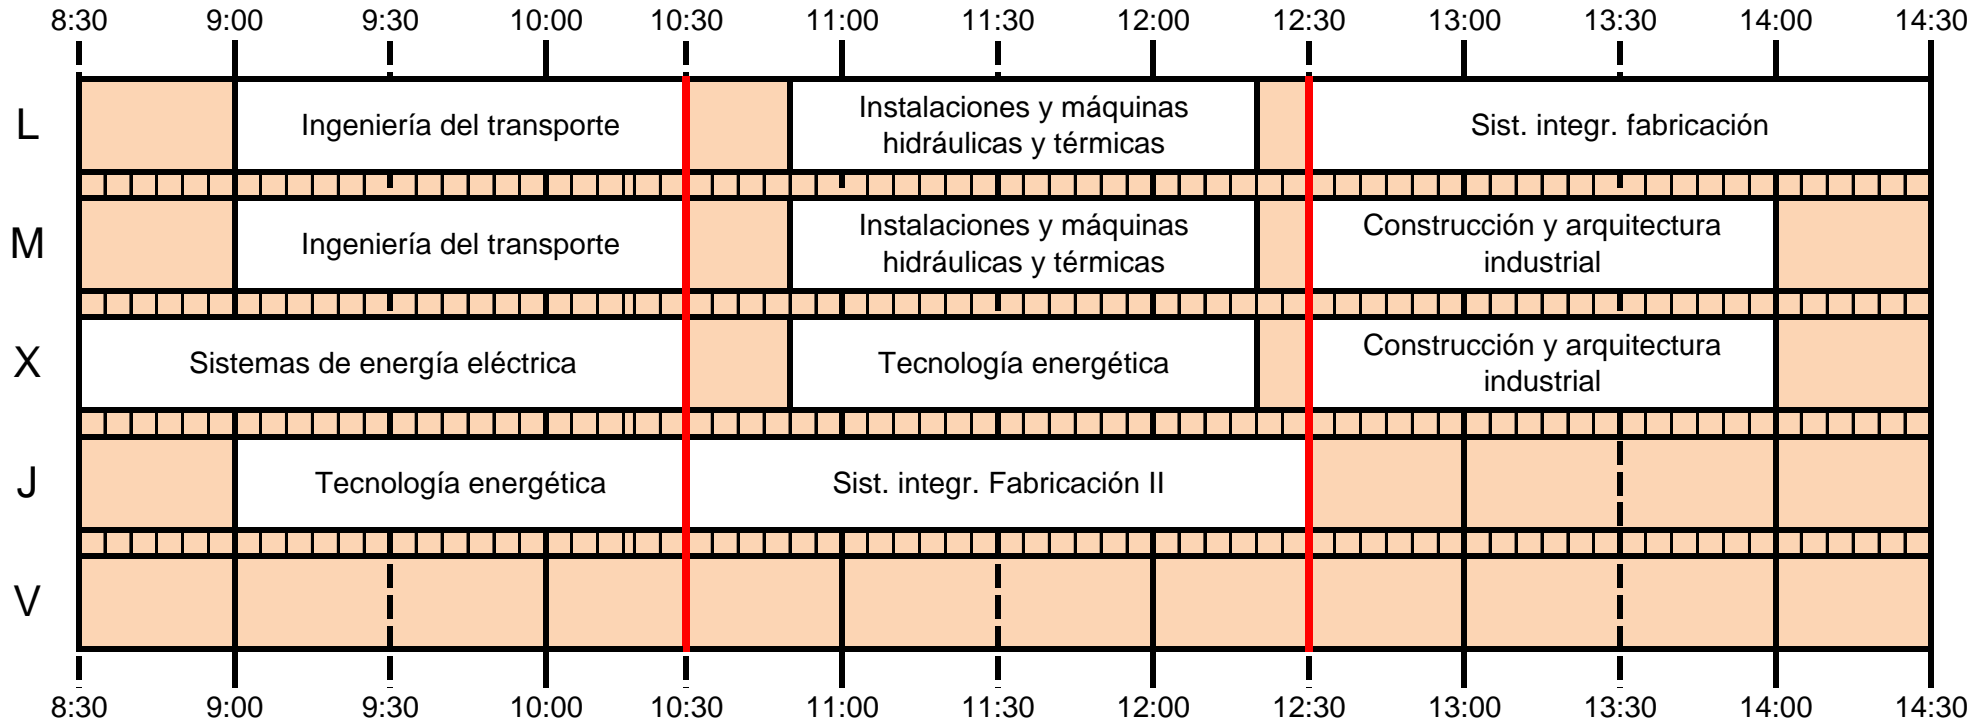 8:30 9:00 9:30 10:00 10:30 11:00 11:30 12:00 12:30 13:00 13:30 14:00 14:30
L
Ingeniería del transporte
Instalaciones y máquinas
hidráulicas y térmicas
Sist. integr. fabricación
M
Ingeniería del transporte
Instalaciones y máquinas
hidráulicas y térmicas
Construcción y arquitectura
industrial
X
Sistemas de energía eléctrica
Tecnología energética
Construcción y arquitectura
industrial
J
Tecnología energética
Sist. integr. Fabricación II
V
8:30 9:00 9:30 10:00 10:30 11:00 11:30 12:00 12:30 13:00 13:30 14:00 14:30